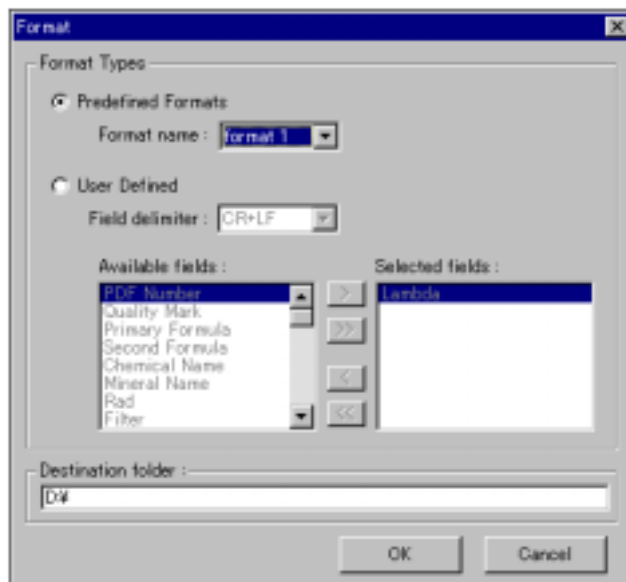 Format
Format Types
Predefined Formats
Format name : format 1
User Defined
Field delimiter : CR+LF
Available fields : Selected fields :
PDF Number > Lambda
Quality Mark
Primary Formula >>
Second Formula
Chemical Name
Mineral Name <
Rad
Filter <<
Destination folder :
D:¥
OK Cancel